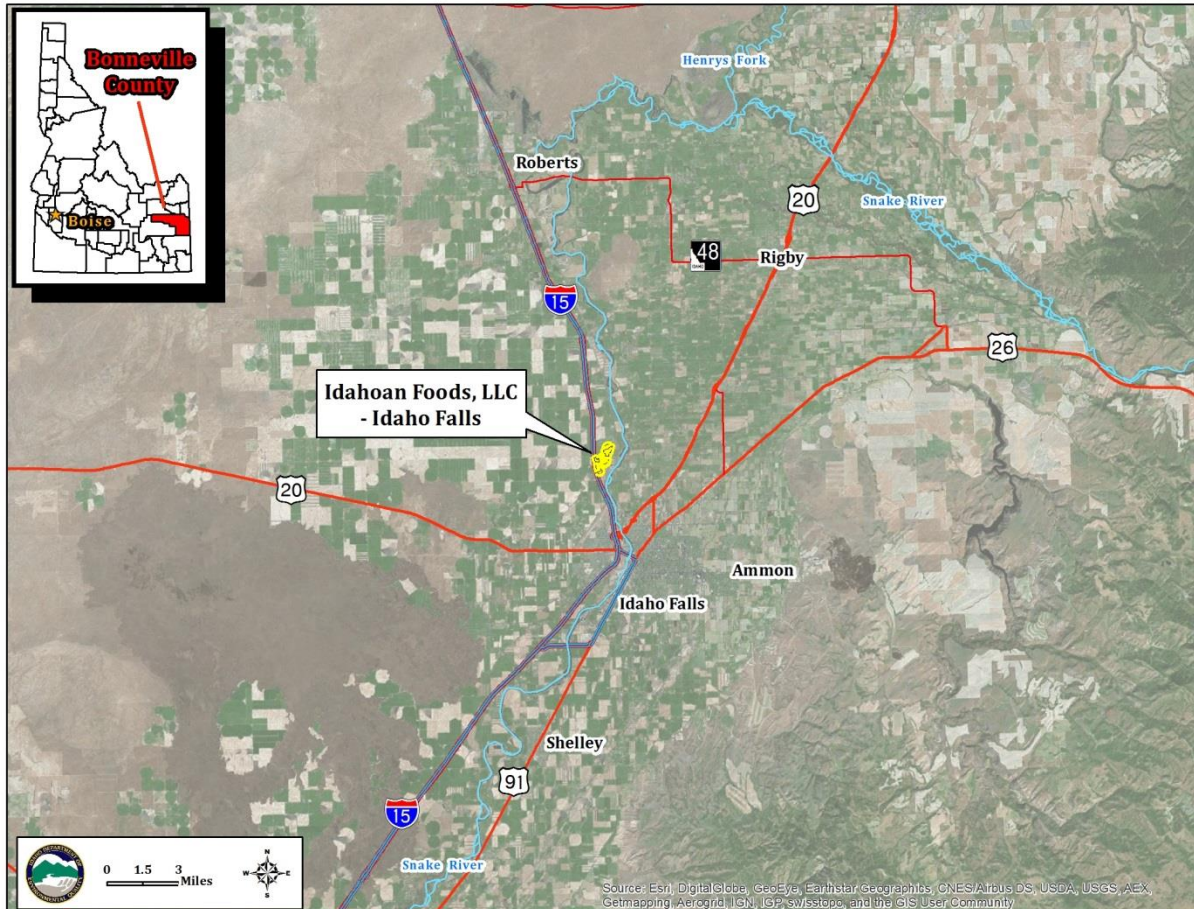 Bonneville
County
Boise
Henrys Fork
Roberts
20
Snake River
48
Rigby
15
26
Idahoan Foods, LLC
- Idaho Falls
20
Ammon
Idaho Falls
Shelley
91
15
Snake River
0 1.5 3
Miles
N
W E
S
Source: Esri, DigitalGlobe, GeoEye, Earthstar Geographics, CNES/Airbus DS, USDA, USGS, AEX,
Getmapping, Aerogrid, IGN, IGP, swisstopo, and the GIS User Community